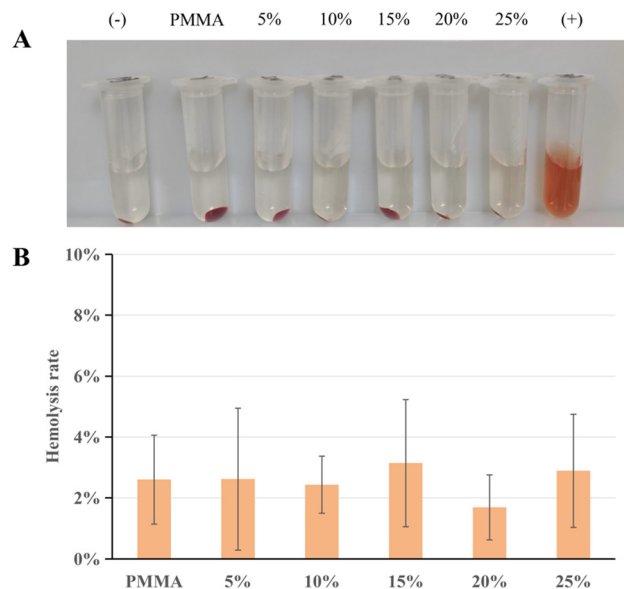 (-) PMMA 5% 10% 15% 20% 25% (+)
A
B
10%
8%
6%
4%
2%
0%
Hemolysis rate
PMMA 5% 10% 15% 20% 25%